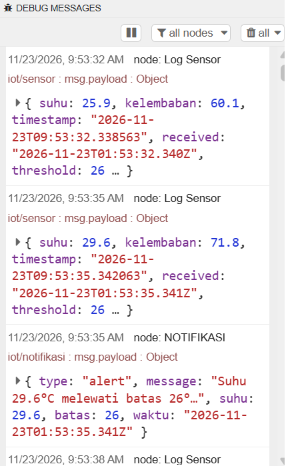 DEBUG MESSAGES
all nodes all
11/23/2026, 9:53:32 AM node: Log Sensor
iot/sensor : msg.payload : Object
{ suhu: 25.9, kelembaban: 60.1,
timestamp: "2026-11-
23T09:53:32.338563", received:
"2026-11-23T01:53:32.340Z",
threshold: 26 … }
11/23/2026, 9:53:35 AM node: Log Sensor
iot/sensor : msg.payload : Object
{ suhu: 29.6, kelembaban: 71.8,
timestamp: "2026-11-
23T09:53:35.342063", received:
"2026-11-23T01:53:35.341Z",
threshold: 26 … }
11/23/2026, 9:53:35 AM node: NOTIFIKASI
iot/notifikasi : msg.payload : Object
{ type: "alert", message: "Suhu
29.6°C melewati batas 26°…", suhu:
29.6, batas: 26, waktu: "2026-11-
23T01:53:35.341Z" }
11/23/2026, 9:53:38 AM node: Log Sensor